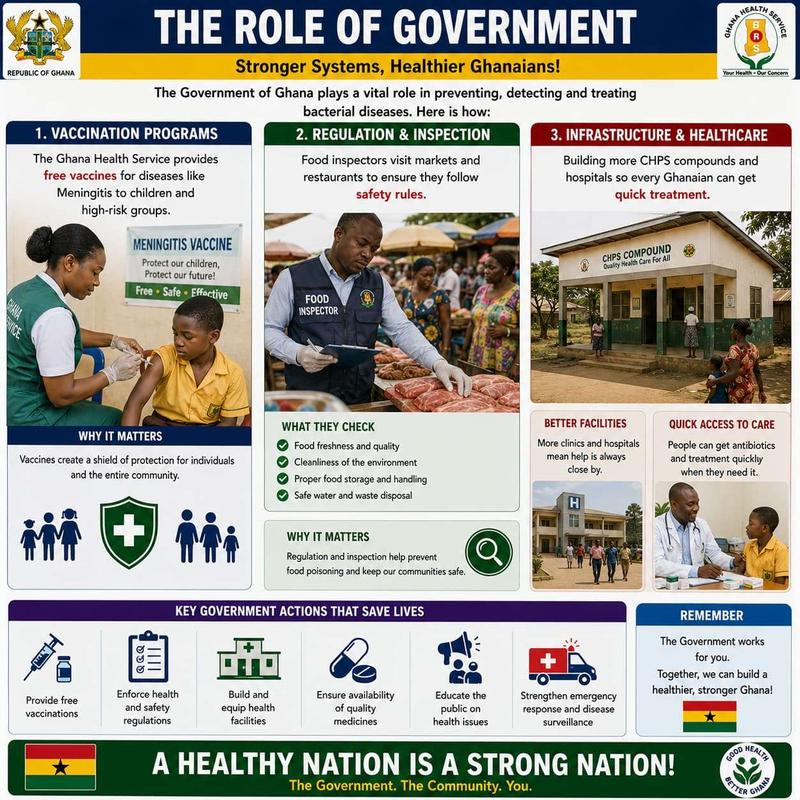 THE ROLE OF GOVERNMENT
Stronger Systems, Healthier Ghanaians!
REPUBLIC OF GHANA
GHANA HEALTH SERVICE
Your Health • Our Concern
The Government of Ghana plays a vital role in preventing, detecting and treating
bacterial diseases. Here is how:
1. VACCINATION PROGRAMS
The Ghana Health Service provides
free vaccines for diseases like
Meningitis to children and
high-risk groups.
MENINGITIS VACCINE
Protect our children,
Protect our future!
Free • Safe • Effective
GHANA
WHY IT MATTERS
Vaccines create a shield of protection for individuals
and the entire community.
2. REGULATION & INSPECTION
Food inspectors visit markets and
restaurants to ensure they follow
safety rules.
FOOD
INSPECTOR
WHAT THEY CHECK
Food freshness and quality
Cleanliness of the environment
Proper food storage and handling
Safe water and waste disposal
WHY IT MATTERS
Regulation and inspection help prevent
food poisoning and keep our communities safe.
3. INFRASTRUCTURE & HEALTHCARE
Building more CHPS compounds and
hospitals so every Ghanaian can get
quick treatment.
CHPS COMPOUND
Quality Health Care For All
BETTER FACILITIES
More clinics and hospitals
mean help is always
close by.
H
QUICK ACCESS TO CARE
People can get antibiotics
and treatment quickly
when they need it.
KEY GOVERNMENT ACTIONS THAT SAVE LIVES
Provide free
vaccinations
Enforce health
and safety
regulations
Build and
equip health
facilities
Ensure availability
of quality
medicines
Educate the
public on
health issues
Strengthen emergency
response and disease
surveillance
REMEMBER
The Government works
for you.
Together, we can build a
healthier, stronger Ghana!
A HEALTHY NATION IS A STRONG NATION!
The Government. The Community. You.
GOOD HEALTH
BETTER GHANA